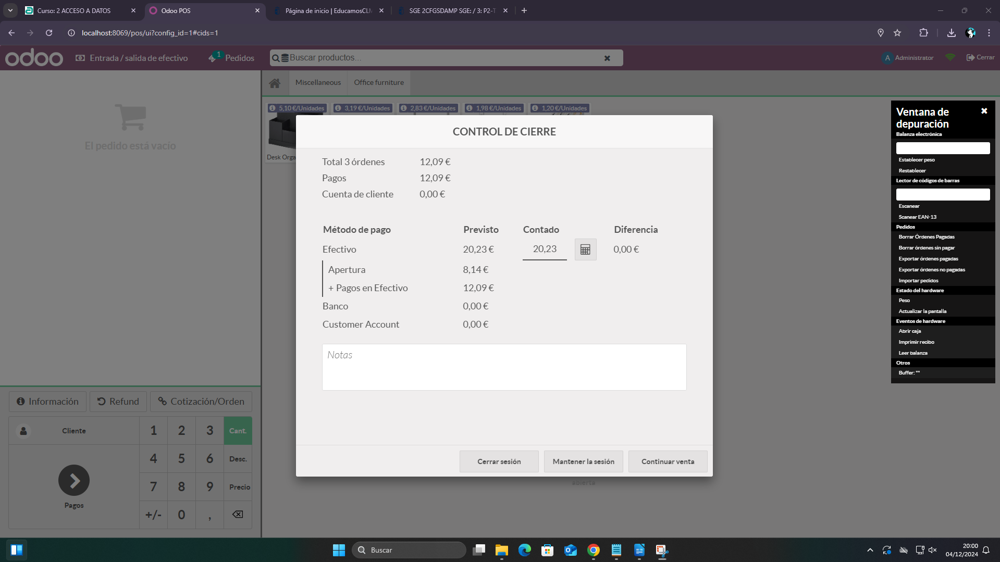 Curso: 2 ACCESO A DATOS
Odoo POS
Página de inicio | EducamosCLM
SGE 2CFGSDAMP SGE: / 3: P2-T
localhost:8069/pos/ui?config_id=1#cids=1
odoo
Entrada / salida de efectivo
1
Pedidos
Buscar productos...
A Administrator
Cerrar
Miscellaneous
Office furniture
5,10 €/Unidades
3,19 €/Unidades
2,83 €/Unidades
1,98 €/Unidades
1,20 €/Unidades
Desk Orga
El pedido está vacío
CONTROL DE CIERRE
Total 3 órdenes 12,09 €
Pagos 12,09 €
Cuenta de cliente 0,00 €
Método de pago Previsto Contado Diferencia
Efectivo 20,23 € 20,23 0,00 €
Apertura 8,14 €
+ Pagos en Efectivo 12,09 €
Banco 0,00 €
Customer Account 0,00 €
Notas
Cerrar sesión
Mantener la sesión
Continuar venta
abierta
Ventana de
depuración
Balanza electrónica
Establecer peso
Restablecer
Lector de códigos de barras
Escanear
Scanear EAN-13
Pedidos
Borrar Órdenes Pagadas
Borrar órdenes sin pagar
Exportar órdenes pagadas
Exportar órdenes no pagadas
Importar pedidos
Estado del hardware
Peso
Actualizar la pantalla
Eventos de hardware
Abrir caja
Imprimir recibo
Leer balanza
Otros
Buffer: ""
Información
Refund
Cotización/Orden
Cliente
1 2 3 Cant.
4 5 6 Desc.
7 8 9 Precio
+/- 0 ,
Pagos
Buscar
20:00
04/12/2024